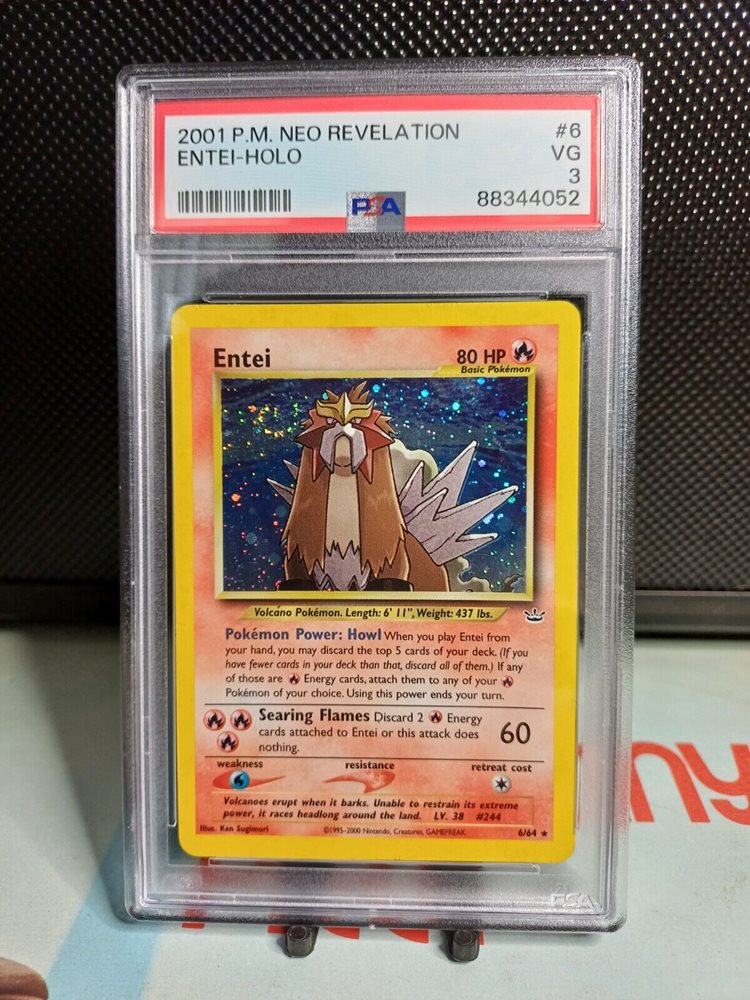 2001 P.M. NEO REVELATION #6
ENTEI-HOLO VG
3
PSA 88344052
Entei 80 HP
Basic Pokémon
Volcano Pokémon. Length: 6' 11", Weight: 437 lbs.
Pokémon Power: Howl When you play Entei from
your hand, you may discard the top 5 cards of your deck. (If you
have fewer cards in your deck than that, discard all of them.) If any
of those are Energy cards, attach them to any of your
Pokémon of your choice. Using this power ends your turn.
Searing Flames Discard 2 Energy
cards attached to Entei or this attack does 60
nothing.
weakness resistance retreat cost
Volcanoes erupt when it barks. Unable to restrain its extreme
power, it races headlong around the land. LV. 38 #244
Illus. Ken Sugimori ©1995-2000 Nintendo, Creatures, GAMEFREAK. 6/64 ★
PSA